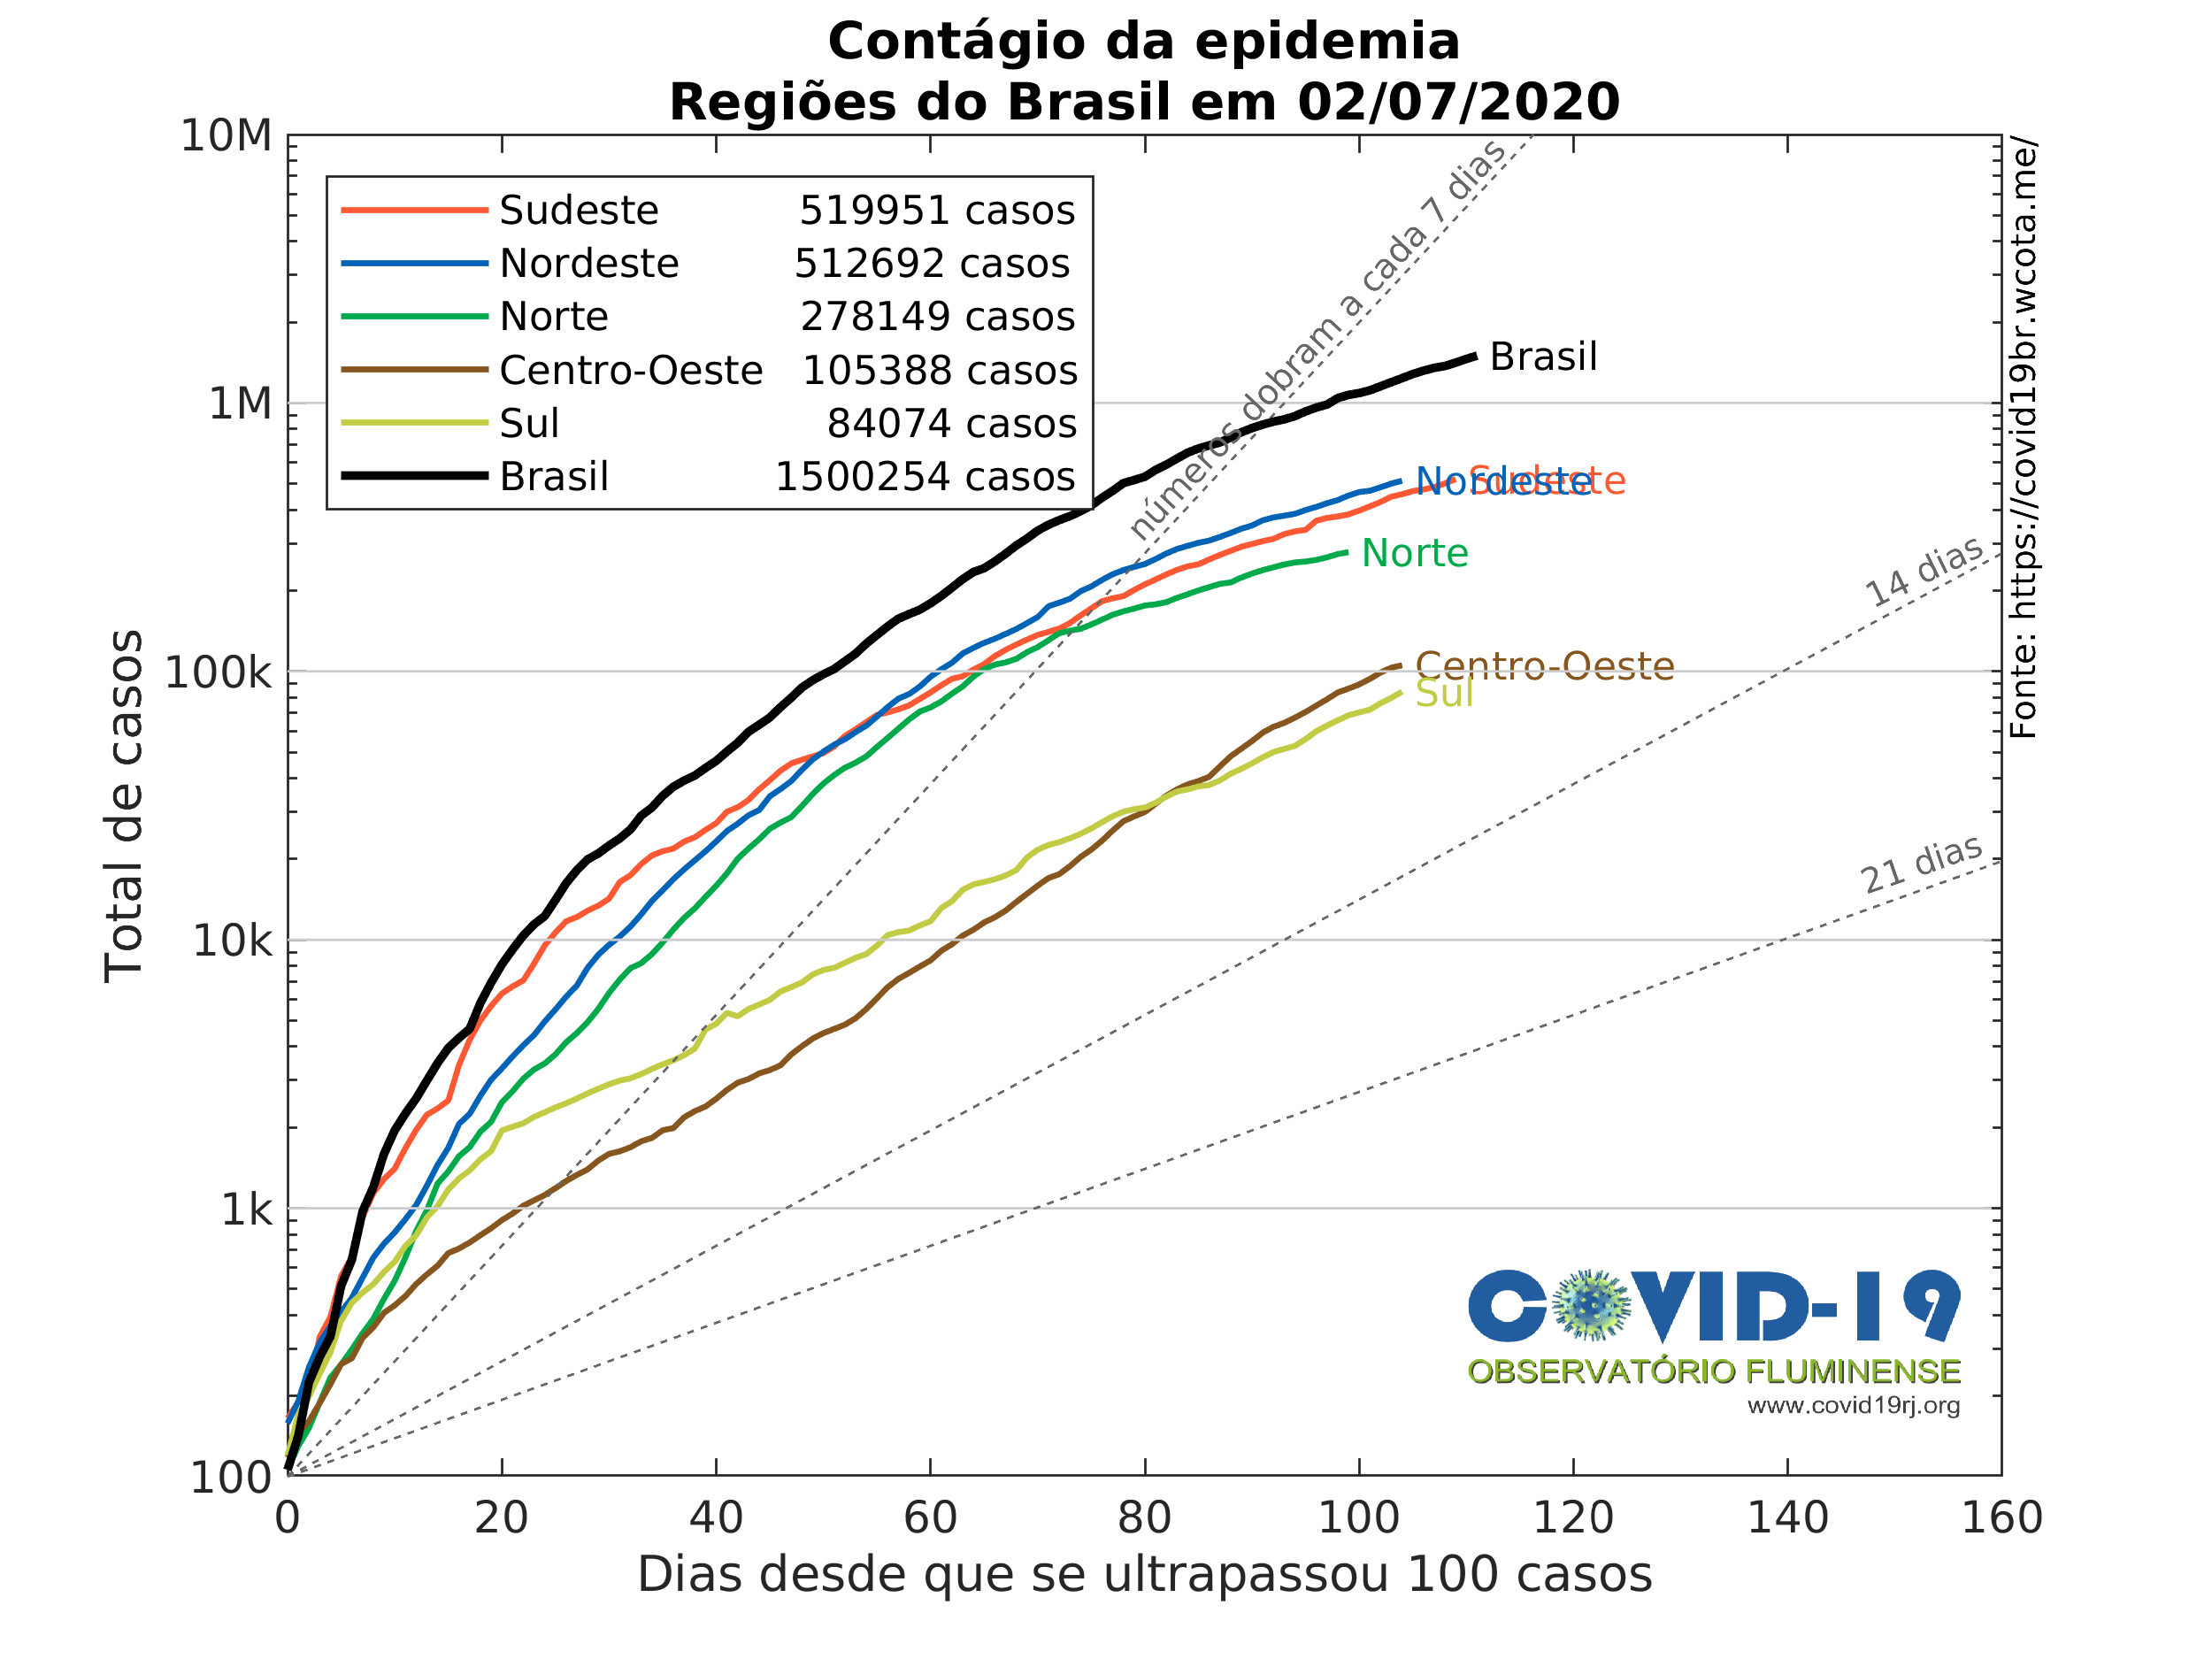 Contágio da epidemia
Regiões do Brasil em 02/07/2020
10M
1M
100k
10k
1k
100
Total de casos
Sudeste 519951 casos
Nordeste 512692 casos
Norte 278149 casos
Centro-Oeste 105388 casos
Sul 84074 casos
Brasil 1500254 casos
números dobram a cada 7 dias
14 dias
21 dias
Brasil
Nordeste
Sudeste
Norte
Centro-Oeste
Sul
Fonte: https://covid19br.wcota.me/
COVID-19
OBSERVATÓRIO FLUMINENSE
www.covid19rj.org
0 20 40 60 80 100 120 140 160
Dias desde que se ultrapassou 100 casos